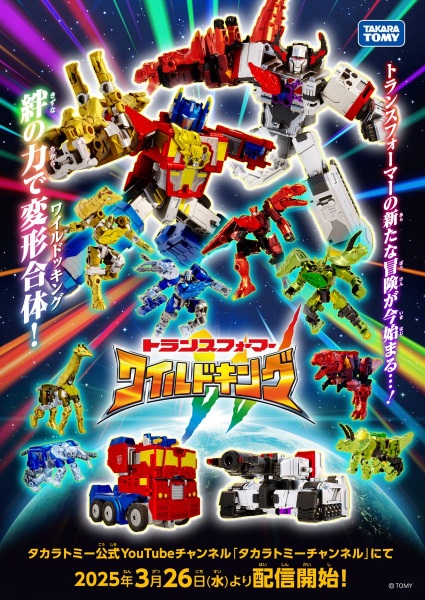 TAKARA
TOMY
トランスフォーマーの新たな冒険が今始まる…!
絆の力で変形合体!
ワイルドッキング
トランスフォーマー
ワイルドキング
タカラトミー公式YouTubeチャンネル「タカラトミーチャンネル」にて
2025年3月26日(水)より配信開始!
© TOMY